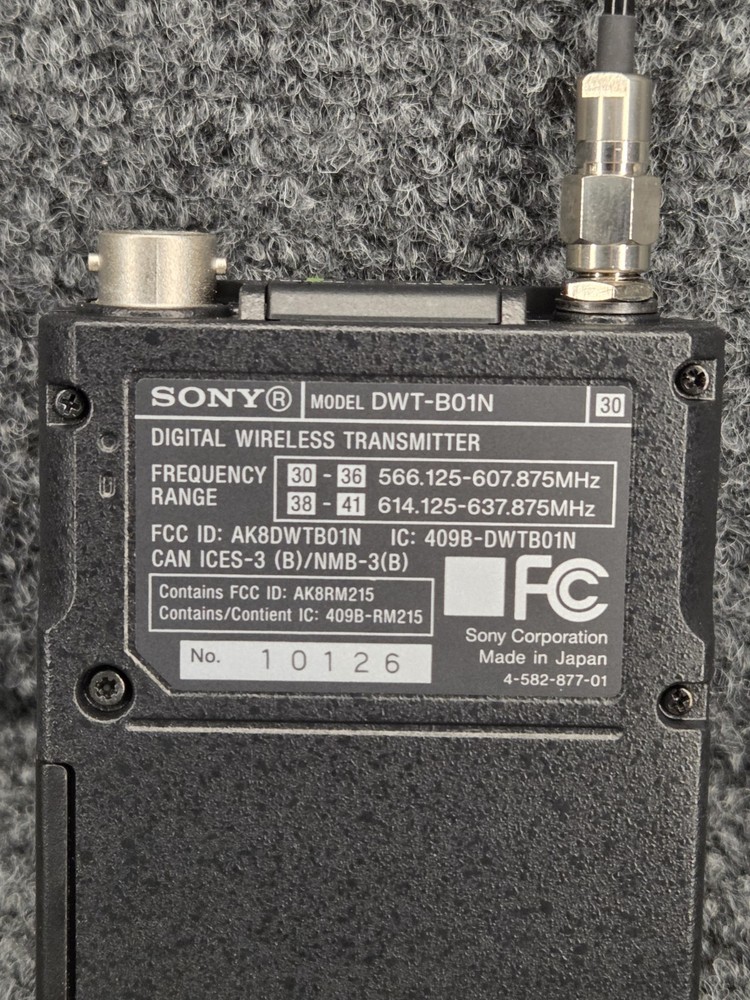 SONY® MODEL DWT-B01N 30
DIGITAL WIRELESS TRANSMITTER
FREQUENCY RANGE
30 - 36 566.125-607.875MHz
38 - 41 614.125-637.875MHz
FCC ID: AK8DWTB01N IC: 409B-DWTB01N
CAN ICES-3 (B)/NMB-3(B)
Contains FCC ID: AK8RM215
Contains/Contient IC: 409B-RM215
FC
Sony Corporation
Made in Japan
4-582-877-01
No. 10126